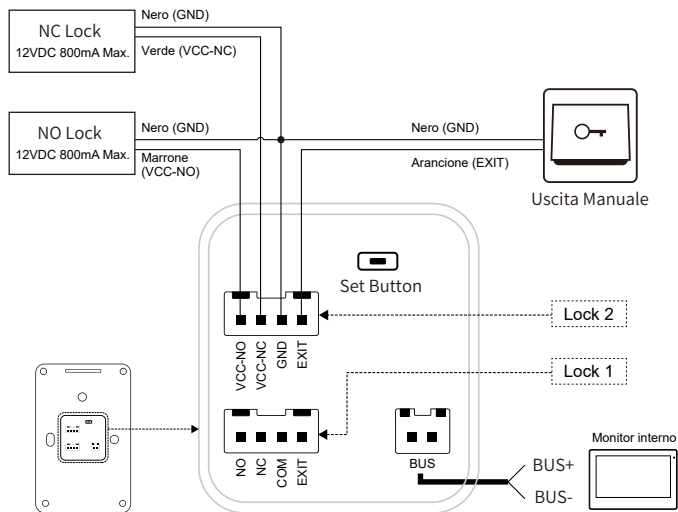 Nero (GND)
NC Lock
12VDC 800mA Max.
Verde (VCC-NC)
NO Lock
12VDC 800mA Max.
Nero (GND)
Marrone
(VCC-NO)
Nero (GND)
Arancione (EXIT)
Uscita Manuale
Set Button
VCC-NO
VCC-NC
GND
EXIT
Lock 2
Lock 1
NO
NC
COM
EXIT
BUS
BUS+
BUS-
Monitor interno